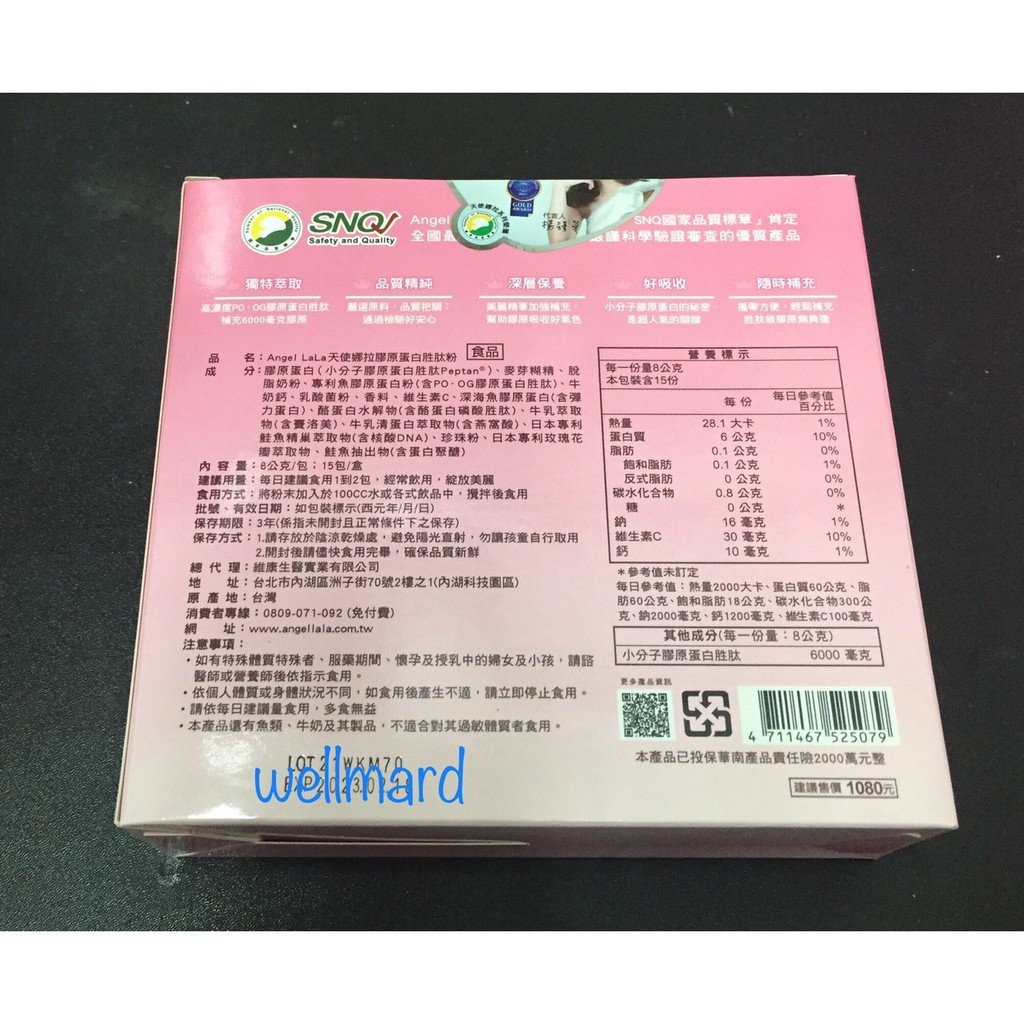 SNQ
Safety and Quality
Angel
SNQ國家品質標章」肯定
全國最
嚴謹科學驗證審查的優質產品
GOLD
代言人
獨特萃取
品質精純
深層保養
好吸收
隨時補充
高濃度PO‧OG膠原蛋白胜肽
補充6000毫克膠原
嚴選原料，品質把關；
通過檢驗好安心
美麗精華加強補充，
幫助膠原吸收好氣色
小分子膠原蛋白的秘密，
是超人氣的關鍵
攜帶方便，輕鬆補充
胜肽級膠原無負擔
品 名：Angel LaLa天使娜拉膠原蛋白胜肽粉 食品
成 分：膠原蛋白(小分子膠原蛋白胜肽Peptan®)、麥芽糊精、脫
脂奶粉、專利魚膠原蛋白粉(含PO‧OG膠原蛋白胜肽)、牛
奶鈣、乳酸菌粉、香料、維生素C、深海魚膠原蛋白(含彈
力蛋白)、酪蛋白水解物(含酪蛋白磷酸胜肽)、牛乳萃取
物(含賽洛美)、牛乳清蛋白萃取物(含燕窩酸)、日本專利
鮭魚精巢萃取物(含核酸DNA)、珍珠粉、日本專利玫瑰花
瓣萃取物、鮭魚抽出物(含蛋白聚醣)
內 容 量：8公克/包；15包/盒
建議用量：每日建議食用1到2包，經常飲用，綻放美麗
食用方式：將粉末加入於100CC水或各式飲品中，攪拌後食用
批號、有效日期：如包裝標示(西元年/月/日)
保存期限：3年(係指未開封且正常條件下之保存)
保存方式：1.請存放於陰涼乾燥處，避免陽光直射，勿讓孩童自行取用
2.開封後請儘快食用完畢，確保品質新鮮
總 代 理：維康生醫實業有限公司
地 址：台北市內湖區洲子街70號2樓之1(內湖科技園區)
原 產 地：台灣
消費者專線：0809-071-092 (免付費)
網 址：www.angellala.com.tw
注意事項：
‧如有特殊體質特殊者、服藥期間、懷孕及授乳中的婦女及小孩，請諮
醫師或營養師後依指示食用。
‧依個人體質或身體狀況不同，如食用後產生不適，請立即停止食用。
‧請依每日建議量食用，多食無益
‧本產品還有魚類、牛奶及其製品，不適合對其過敏體質者食用。
營養標示
每一份量8公克
本包裝含15份
每份 每日參考值百分比
熱量 28.1 大卡 1%
蛋白質 6 公克 10%
脂肪 0.1 公克 0%
飽和脂肪 0.1 公克 1%
反式脂肪 0 公克 0%
碳水化合物 0.8 公克 0%
糖 0 公克 *
鈉 16 毫克 1%
維生素C 30 毫克 10%
鈣 10 毫克 1%
＊參考值未訂定
每日參考值：熱量2000大卡、蛋白質60公克、脂
肪60公克、飽和脂肪18公克、碳水化合物300公
克、鈉2000毫克、鈣1200毫克、維生素C100毫克
其他成分(每一份量：8公克)
小分子膠原蛋白胜肽 6000 毫克
更多產品資訊
4 711467 525079
本產品已投保華南產品責任險2000萬元整
建議售價 1080元
LOT 21WKM70
wellmard